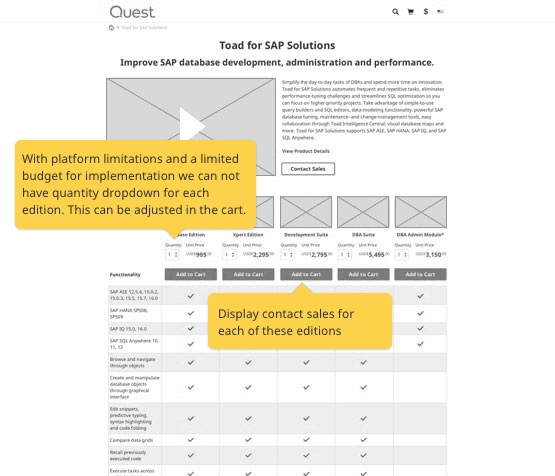 Quest
$
Toad for SAP Solutions
Toad for SAP Solutions
Improve SAP database development, administration and performance.
Simplify the day-to-day tasks of DBAs and spend more time on innovation.
Toad for SAP Solutions automates frequent and repetitive tasks, eliminates
performance-tuning challenges and streamlines SQL optimization so you
can focus on higher-priority projects. Take advantage of simple-to-use
query builders and SQL editors, data-modeling functionality, powerful SAP
database tuning, maintenance- and change-management tools, easy
collaboration through Toad Intelligence Central, visual database maps and
more. Toad for SAP Solutions supports SAP ASE, SAP HANA, SAP IQ, and SAP
SQL Anywhere.
View Product Details
Contact Sales
With platform limitations and a limited
budget for implementation we can not
have quantity dropdown for each
edition. This can be adjusted in the cart.
Edition Xpert Edition Development Suite DBA Suite DBA Admin Module*
Quantity Unit Price Quantity Unit Price Quantity Unit Price Quantity Unit Price Quantity Unit Price
1 US$995.00 1 US$2,295.00 1 US$2,795.00 1 US$5,495.00 1 US$3,150.00
Functionality Add to Cart Add to Cart Add to Cart Add to Cart Add to Cart
Display contact sales for
each of these editions
SAP ASE 12.5.4, 15.0.2,
15.0.3, 15.5, 15.7, 16.0
SAP HANA SPS08,
SPS09
SAP IQ 15.0, 16.0
SAP SQL Anywhere 10,
11, 12
Browse and navigate
through objects
Create and manipulate
database objects
through graphical
interface
Edit snippets,
predictive typing,
syntax highlighting
and code folding
Compare data grids
Recall previously
executed code
Execute tasks across